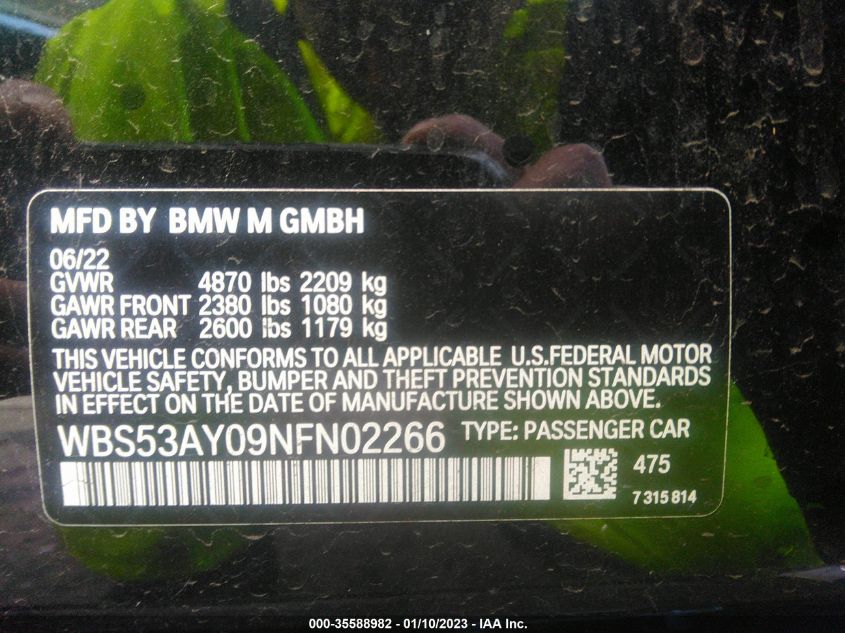 MFD BY BMW M GMBH
06/22
GVWR 4870 lbs 2209 kg
GAWR FRONT 2380 lbs 1080 kg
GAWR REAR 2600 lbs 1179 kg
THIS VEHICLE CONFORMS TO ALL APPLICABLE U.S.FEDERAL MOTOR
VEHICLE SAFETY, BUMPER AND THEFT PREVENTION STANDARDS
IN EFFECT ON THE DATE OF MANUFACTURE SHOWN ABOVE.
WBS53AY09NFN02266 TYPE: PASSENGER CAR
475
7 315 814
000-35588982 - 01/10/2023 - IAA Inc.